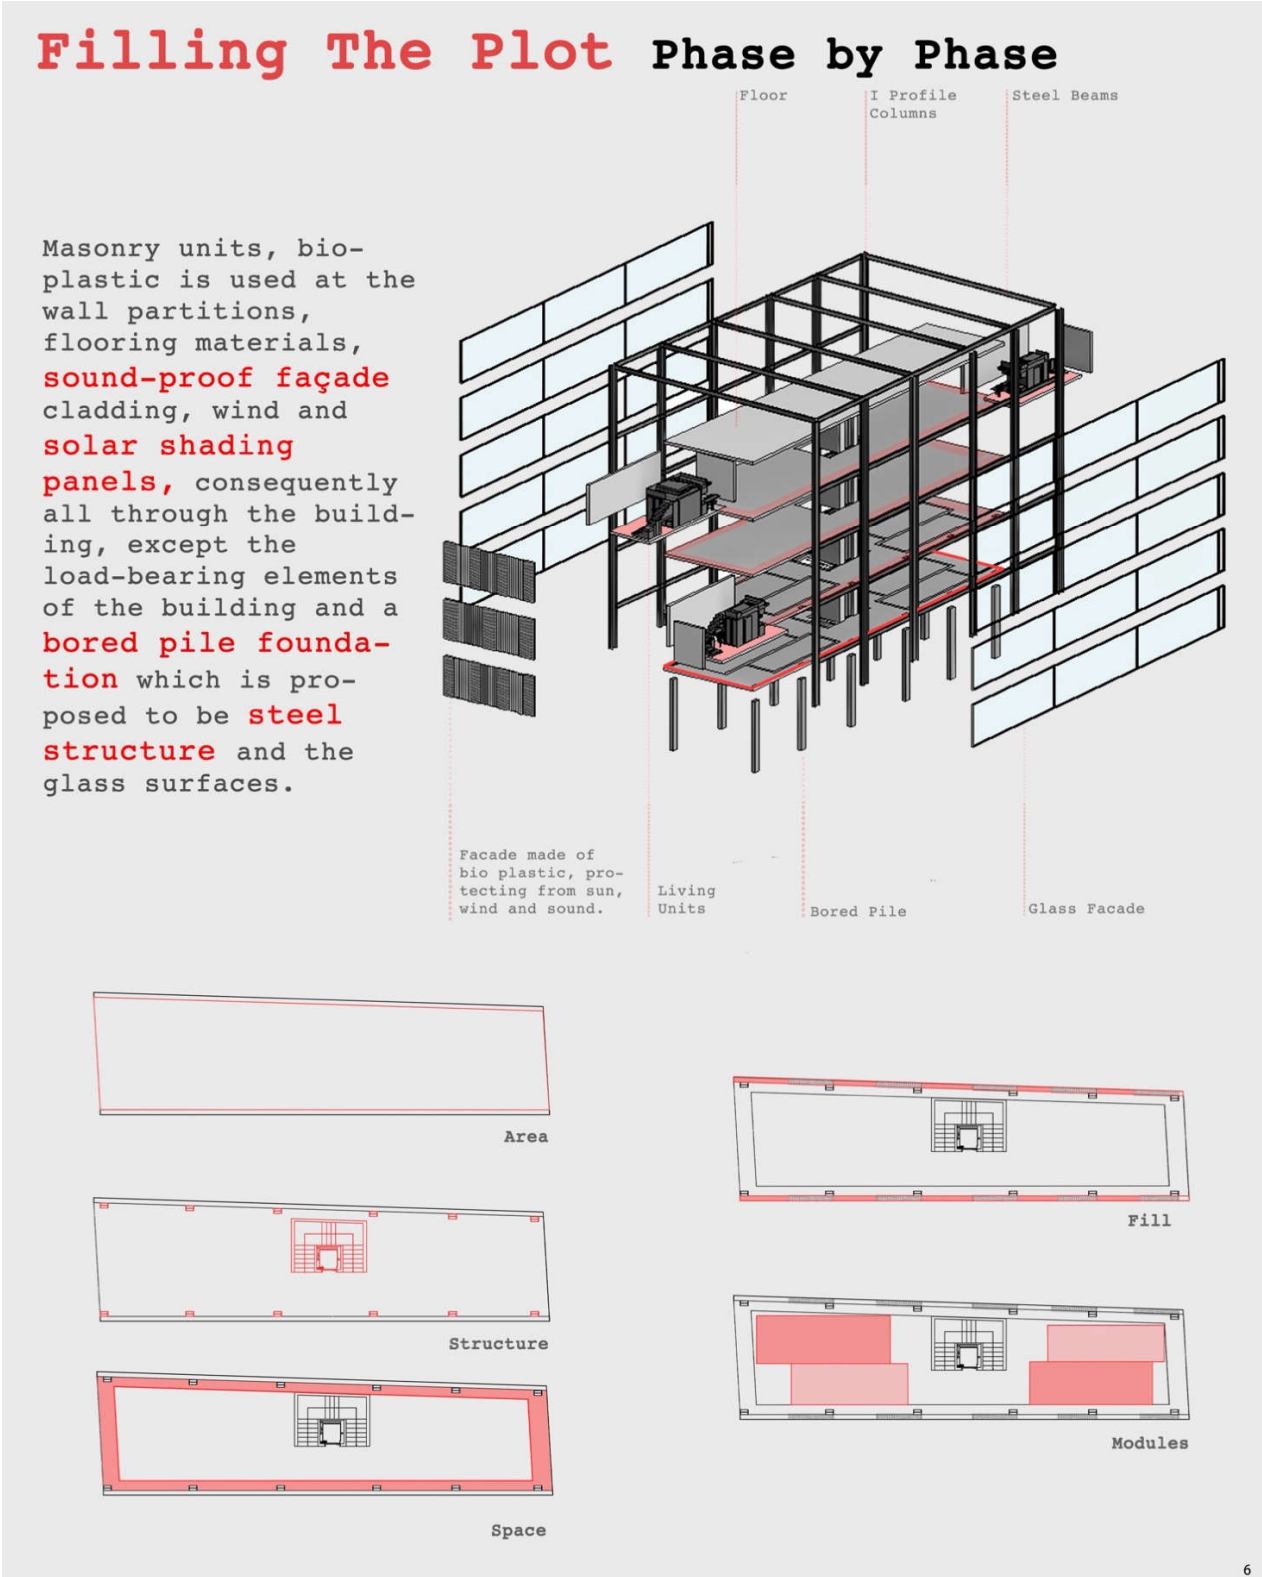 Filling The Plot Phase by Phase
Floor
I Profile
Columns
Steel Beams
Masonry units, bio-
plastic is used at the
wall partitions,
flooring materials,
sound-proof façade
cladding, wind and
solar shading
panels, consequently
all through the build-
ing, except the
load-bearing elements
of the building and a
bored pile founda-
tion which is pro-
posed to be steel
structure and the
glass surfaces.
Facade made of
bio plastic, pro-
tecting from sun,
wind and sound.
Living
Units
Bored Pile
Glass Facade
Area
Structure
Space
Fill
Modules
6